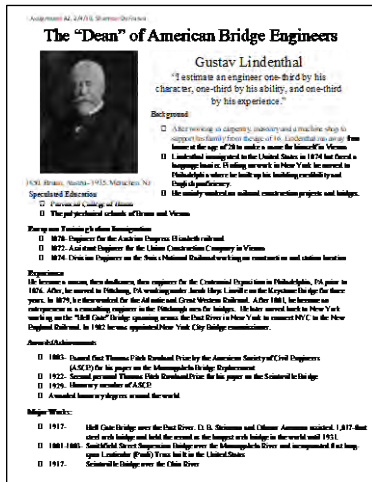 The "Dean" of American Bridge Engineers
Gustav Lindenthal
"I estimate an engineer one-third by his
character, one-third by his ability, and one-third
by his experience."
Background
After working in carpentry, masonry and a machine shop to
support his family from the age of 16, Lindenthal ran away from
home at the age of 20 to make a name for himself in Vienna
Lindenthal immigrated to the United States in 1874 but faced a
language barrier. Finding no work in New York he moved to
Philadelphia where he built up his building credibility and
English proficiency.
He mainly worked on railroad construction projects and bridges.
1850, Brunn, Austria- 1935, Metuchen NJ
Speculated Education
Provincial College of Brunn
The polytechnical schools of Brunn and Vienna
European Training before Immigration
1870- Engineer for the Austrian Empress Elisabeth railroad
1872- Assistant Engineer for the Union Construction Company in Vienna
1874- Division Engineer on the Swiss National Railroad working on construction and station location
Experience
He became a mason, then draftsman, then engineer for the Centennial Exposition in Philadelphia, PA prior to
1876. After, he moved to Pittsburg, PA working under Jacob Hays Linville on the Keystone Bridge for three
years. In 1879, he then worked for the Atlantic and Great Western Railroad. After 1881, he became an
entrepreneur as a consulting engineer in the Pittsburgh area for bridges. He later moved back to New York
working on the "Hell Gate" Bridge spanning across the East River in New York to connect NYC to the New
England Railroad. In 1902 he was appointed New York City Bridge commissioner.
Awards/Achievements
1883- Earned first Thomas Fitch Rowland Prize by the American Society of Civil Engineers
(ASCE) for his paper on the Monongahela Bridge Replacement
1922- Second personal Thomas Fitch Rowland Prize for his paper on the Sciotoville Bridge
1929- Honorary member of ASCE
Awarded honorary degrees around the world
Major Works:
1917- Hell Gate Bridge over the East River. D. B. Steinman and Othmar Ammann assisted. 1,017-foot
steel arch bridge and held the record as the longest arch bridge in the world until 1931.
1881-1883- Smithfield Street Suspension Bridge over the Monongahela River and incorporated first long-
span Lenticular (Pauli) Truss built in the United States
1917- Sciotoville Bridge over the Ohio River